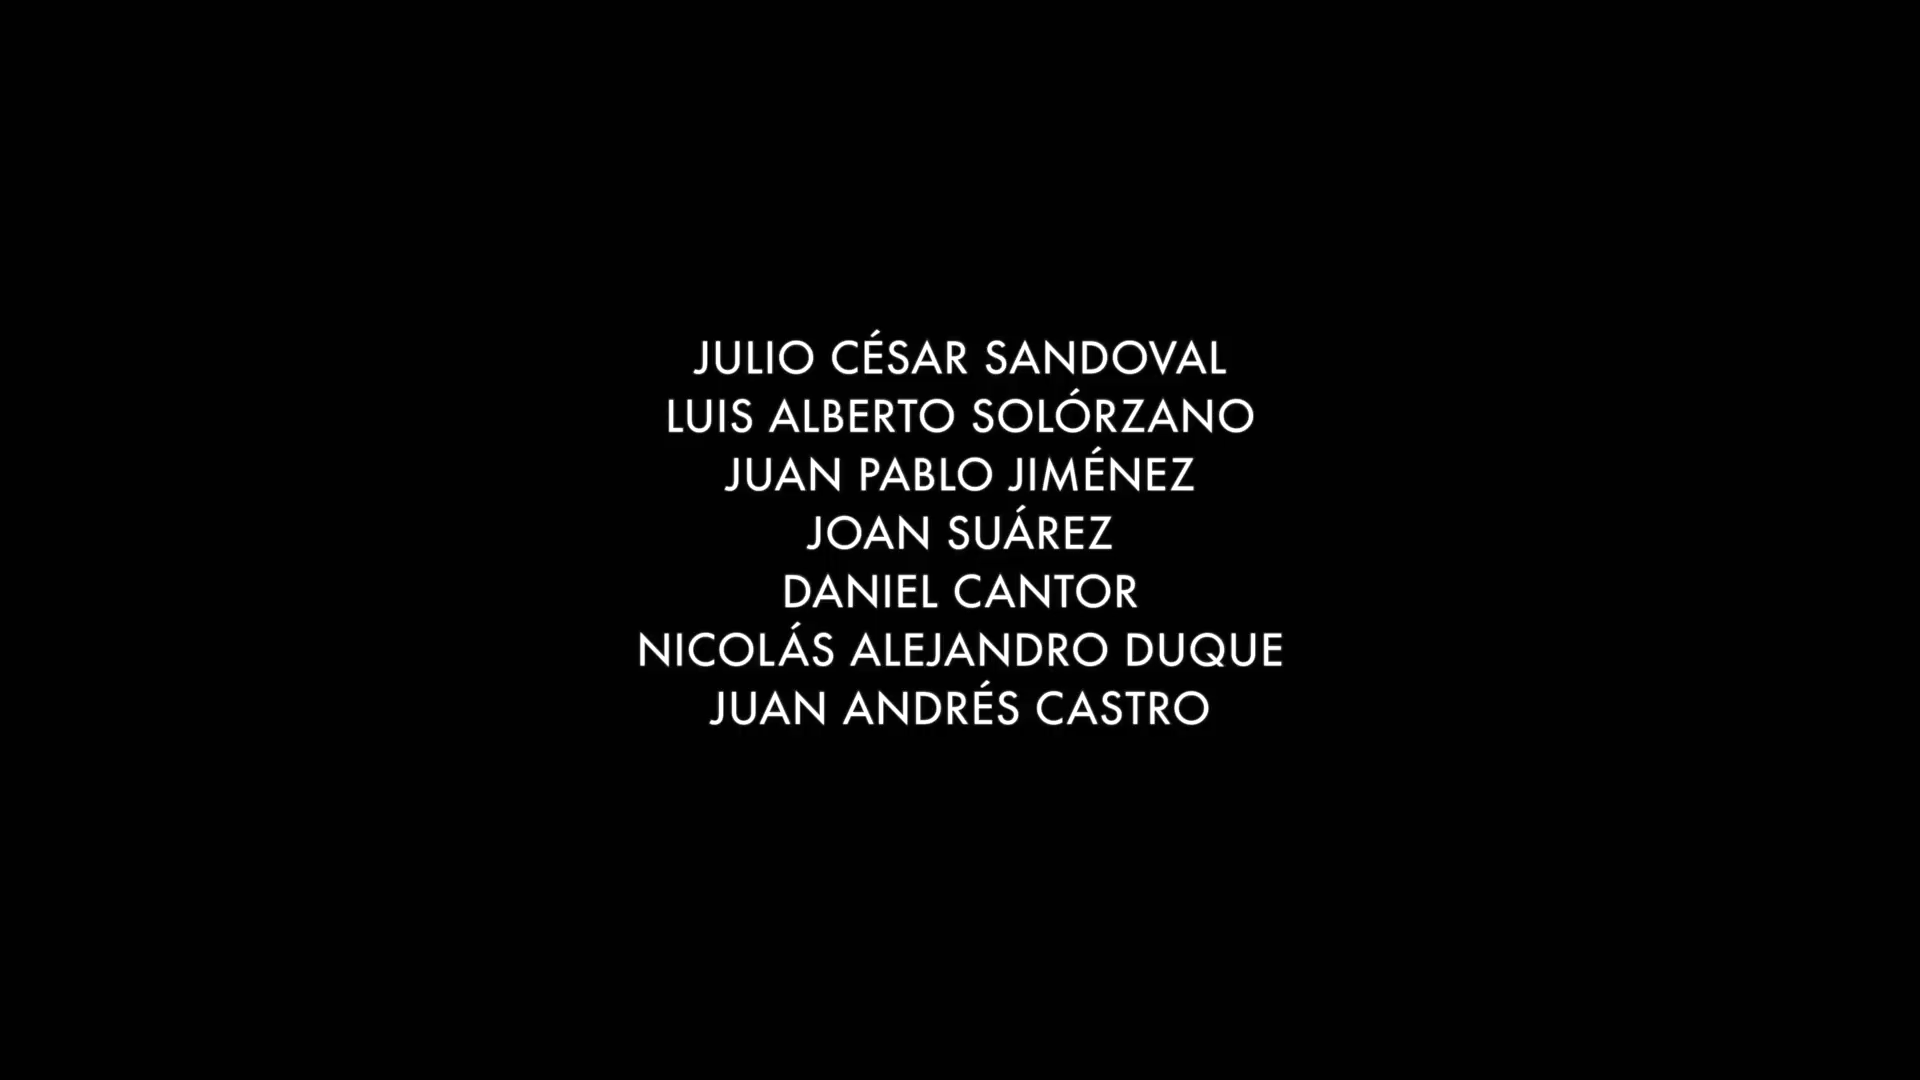 JULIO CÉSAR SANDOVAL
LUIS ALBERTO SOLÓRZANO
JUAN PABLO JIMÉNEZ
JOAN SUÁREZ
DANIEL CANTOR
NICOLÁS ALEJANDRO DUQUE
JUAN ANDRÉS CASTRO